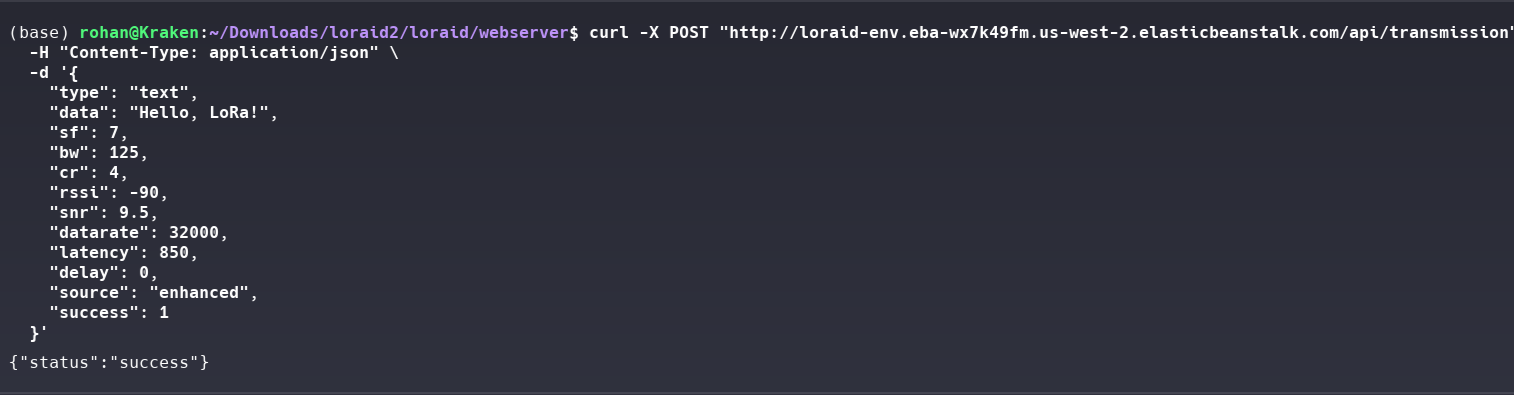 (base) rohan@Kraken:~/Downloads/loraid2/loraid/webserver$ curl -X POST "http://loraid-env.eba-wx7k49fm.us-west-2.elasticbeanstalk.com/api/transmission"
  -H "Content-Type: application/json" \
  -d '{
    "type": "text",
    "data": "Hello, LoRa!",
    "sf": 7,
    "bw": 125,
    "cr": 4,
    "rssi": -90,
    "snr": 9.5,
    "datarate": 32000,
    "latency": 850,
    "delay": 0,
    "source": "enhanced",
    "success": 1
  }'
{"status":"success"}